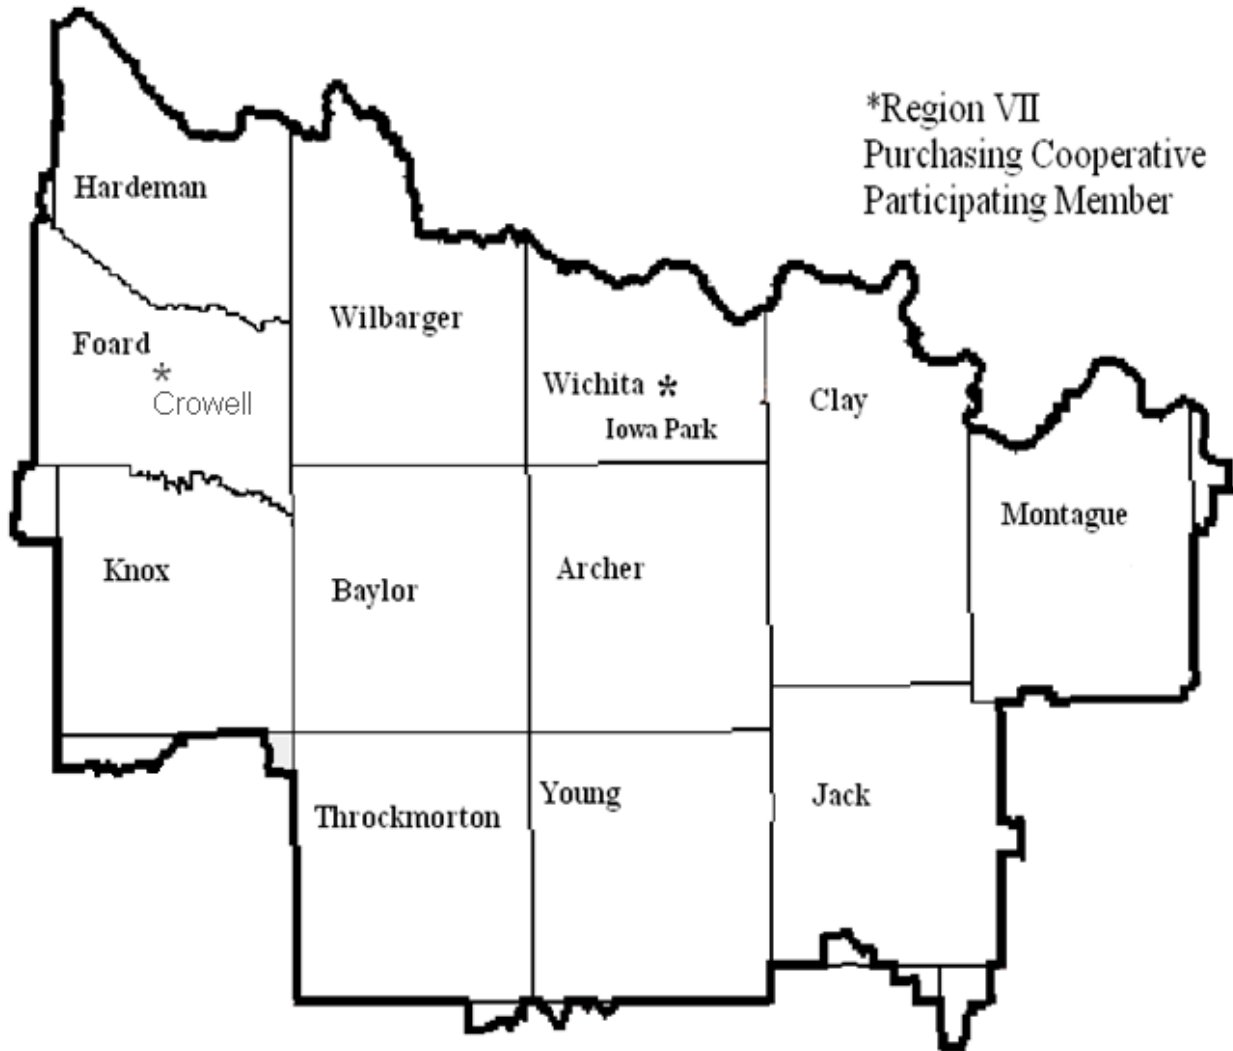 *Region VII
Purchasing Cooperative
Participating Member
Hardeman
Wilbarger
Foard
*
Crowell
Wichita *
Iowa Park
Clay
Montague
Knox
Baylor
Archer
Throckmorton
Young
Jack